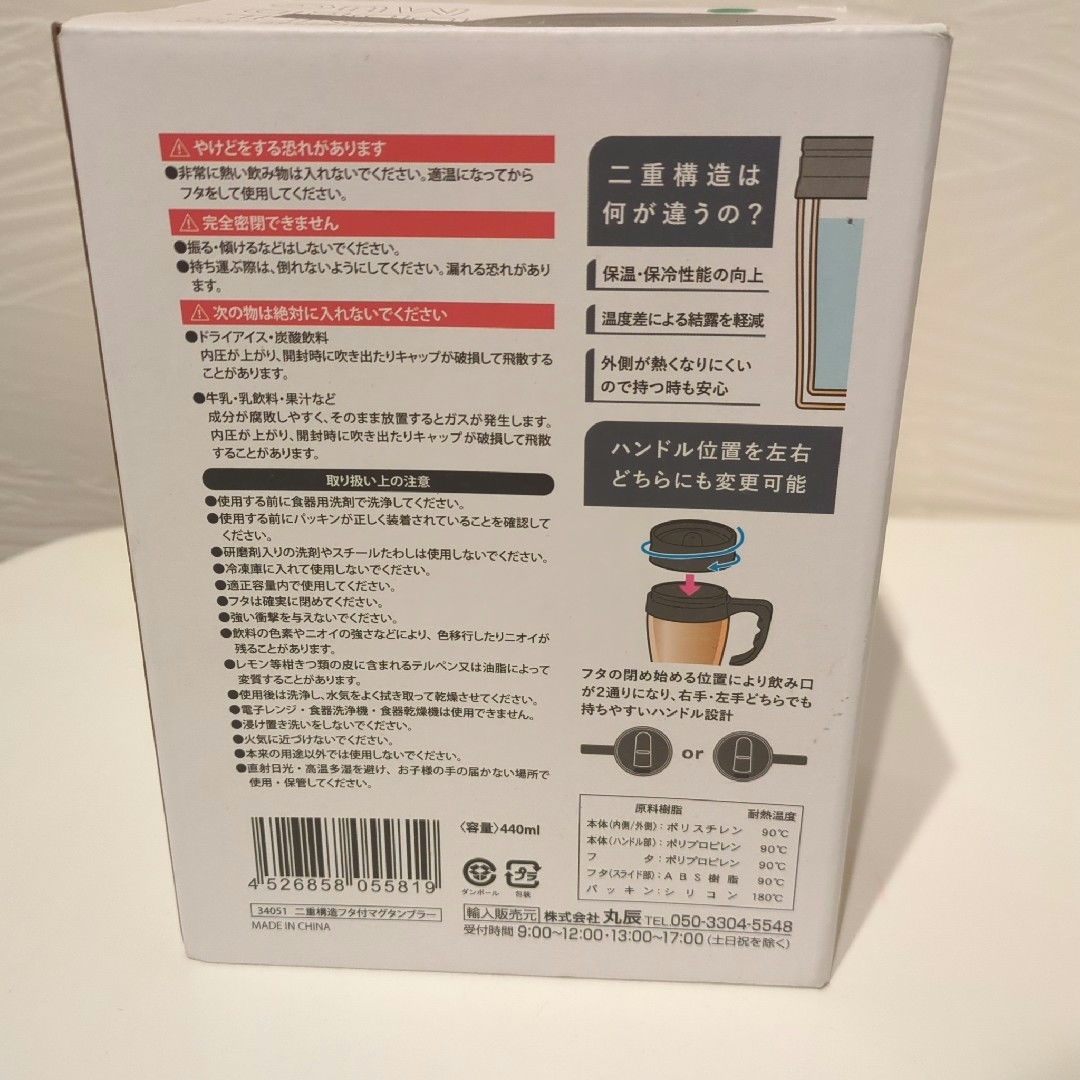 ⚠ やけどをする恐れがあります
●非常に熱い飲み物は入れないでください。適温になってから
フタをして使用してください。
⚠ 完全密閉できません
●振る・傾けるなどはしないでください。
●持ち運ぶ際は、倒れないようにしてください。漏れる恐れがあり
ます。
⚠ 次の物は絶対に入れないでください
●ドライアイス・炭酸飲料
内圧が上がり、開封時に吹き出たりキャップが破損して飛散する
ことがあります。
●牛乳・乳飲料・果汁など
成分が腐敗しやすく、そのまま放置するとガスが発生します。
内圧が上がり、開封時に吹き出たりキャップが破損して飛散
することがあります。
取り扱い上の注意
●使用する前に食器用洗剤で洗浄してください。
●使用する前にパッキンが正しく装着されていることを確認して
ください。
●研磨剤入りの洗剤やスチールたわしは使用しないでください。
●冷凍庫に入れて使用しないでください。
●適正容量内で使用してください。
●フタは確実に閉めてください。
●強い衝撃を与えないでください。
●飲料の色素やニオイの強さなどにより、色移行したりニオイが
残ることがあります。
●レモン等柑きつ類の皮に含まれるテルペン又は油脂によって
変質することがあります。
●使用後は洗浄し、水気をよく拭き取って乾燥させてください。
●電子レンジ・食器洗浄機・食器乾燥機は使用できません。
●浸け置き洗いをしないでください。
●火気に近づけないでください。
●本来の用途以外では使用しないでください。
●直射日光・高温多湿を避け、お子様の手の届かない場所で
使用・保管してください。
二重構造は
何が違うの?
保温・保冷性能の向上
温度差による結露を軽減
外側が熱くなりにくい
ので持つ時も安心
ハンドル位置を左右
どちらにも変更可能
フタの閉め始める位置により飲み口
が2通りになり、右手・左手どちらでも
持ちやすいハンドル設計
or
原料樹脂 耐熱温度
本体(内側/外側):ポリスチレン 90℃
本体(ハンドル部):ポリプロピレン 90℃
フタ:ポリプロピレン 90℃
フタ(スライド部):ABS樹脂 90℃
パッキン:シリコン 180℃
〈容量〉440ml
ダンボール
プラ
包装
4 526858 055819
34051 二重構造フタ付マグタンブラー
MADE IN CHINA
輸入販売元 株式会社 丸辰 TEL 050-3304-5548
受付時間 9:00~12:00・13:00~17:00 (土日祝を除く)